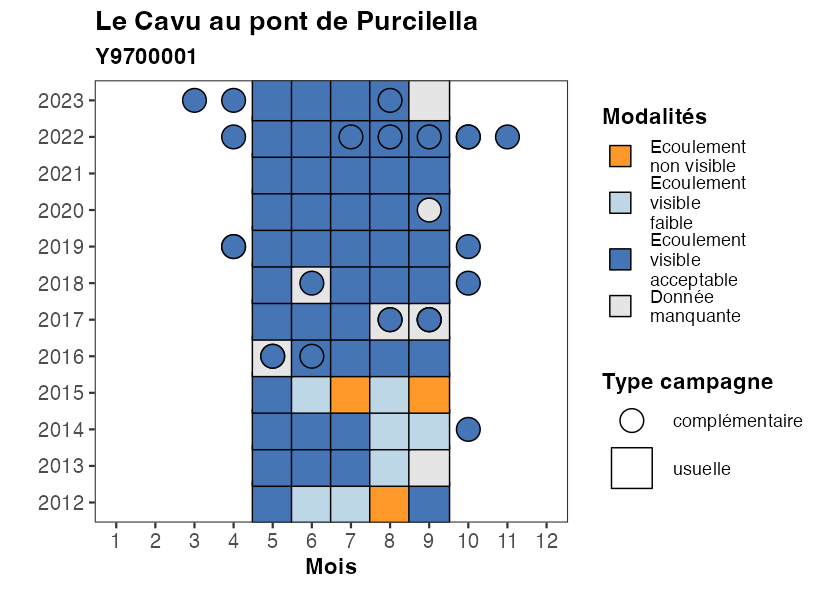 Le Cavu au pont de Purcilella
Y9700001
2023
2022
2021
2020
2019
2018
2017
2016
2015
2014
2013
2012
1 2 3 4 5 6 7 8 9 10 11 12
Mois
Modalités
Ecoulement
non visible
Ecoulement
visible
faible
Ecoulement
visible
acceptable
Donnée
manquante
Type campagne
complémentaire
usuelle